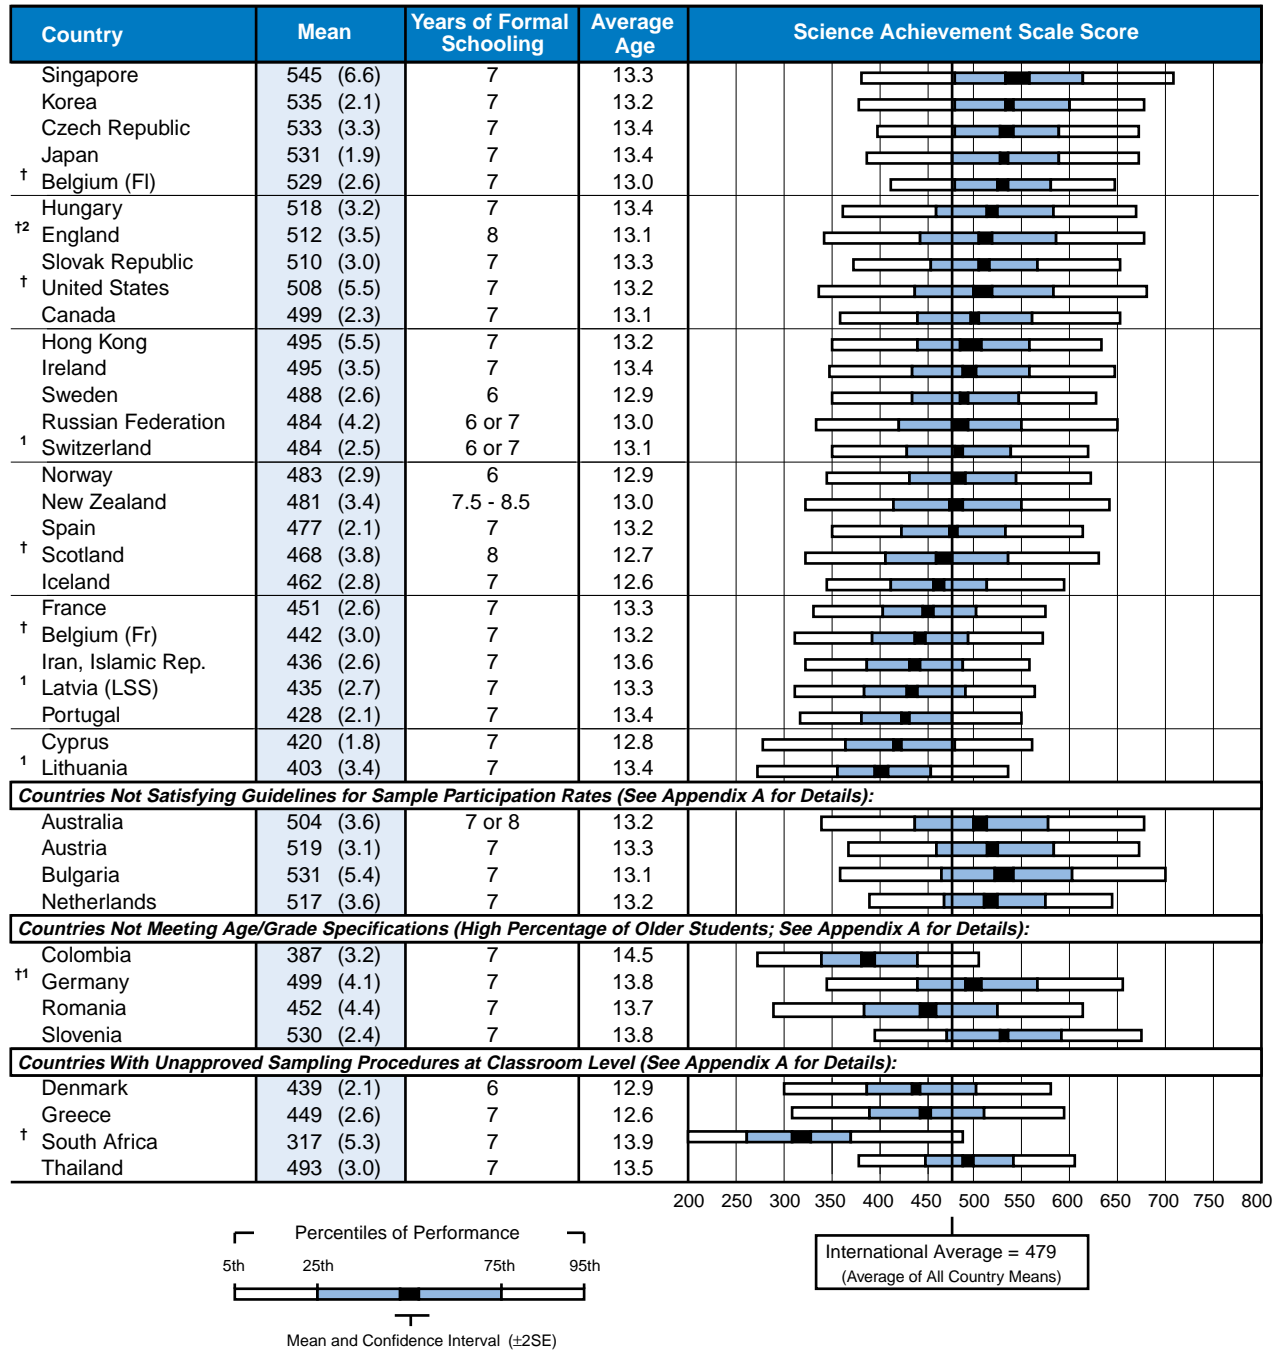 Country Mean Years of Formal Schooling Average Age Science Achievement Scale Score
Singapore 545 (6.6) 7 13.3
Korea 535 (2.1) 7 13.2
Czech Republic 533 (3.3) 7 13.4
Japan 531 (1.9) 7 13.4
† Belgium (Fl) 529 (2.6) 7 13.0
Hungary 518 (3.2) 7 13.4
†2 England 512 (3.5) 8 13.1
Slovak Republic 510 (3.0) 7 13.3
† United States 508 (5.5) 7 13.2
Canada 499 (2.3) 7 13.1
Hong Kong 495 (5.5) 7 13.2
Ireland 495 (3.5) 7 13.4
Sweden 488 (2.6) 6 12.9
Russian Federation 484 (4.2) 6 or 7 13.0
1 Switzerland 484 (2.5) 6 or 7 13.1
Norway 483 (2.9) 6 12.9
New Zealand 481 (3.4) 7.5 - 8.5 13.0
Spain 477 (2.1) 7 13.2
† Scotland 468 (3.8) 8 12.7
Iceland 462 (2.8) 7 12.6
France 451 (2.6) 7 13.3
† Belgium (Fr) 442 (3.0) 7 13.2
Iran, Islamic Rep. 436 (2.6) 7 13.6
1 Latvia (LSS) 435 (2.7) 7 13.3
Portugal 428 (2.1) 7 13.4
Cyprus 420 (1.8) 7 12.8
1 Lithuania 403 (3.4) 7 13.4
Countries Not Satisfying Guidelines for Sample Participation Rates (See Appendix A for Details):
Australia 504 (3.6) 7 or 8 13.2
Austria 519 (3.1) 7 13.3
Bulgaria 531 (5.4) 7 13.1
Netherlands 517 (3.6) 7 13.2
Countries Not Meeting Age/Grade Specifications (High Percentage of Older Students; See Appendix A for Details):
Colombia 387 (3.2) 7 14.5
†1 Germany 499 (4.1) 7 13.8
Romania 452 (4.4) 7 13.7
Slovenia 530 (2.4) 7 13.8
Countries With Unapproved Sampling Procedures at Classroom Level (See Appendix A for Details):
Denmark 439 (2.1) 6 12.9
Greece 449 (2.6) 7 12.6
† South Africa 317 (5.3) 7 13.9
Thailand 493 (3.0) 7 13.5
200 250 300 350 400 450 500 550 600 650 700 750 800
Percentiles of Performance
5th 25th 75th 95th
Mean and Confidence Interval (±2SE)
International Average = 479
(Average of All Country Means)